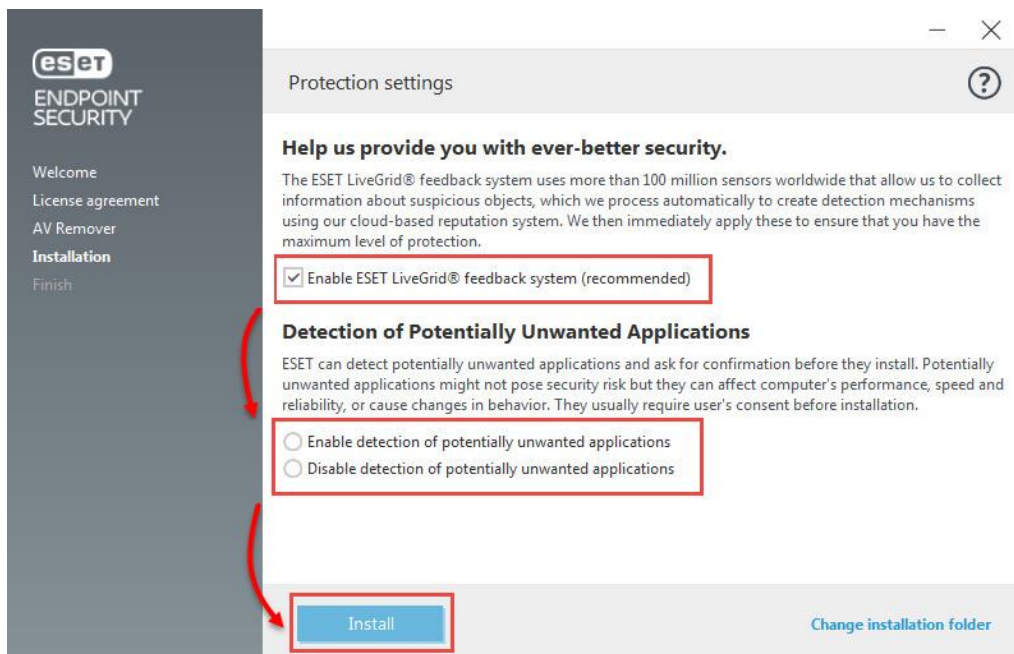 eset
ENDPOINT
SECURITY
Welcome
License agreement
AV Remover
Installation
Finish
Protection settings
?
Help us provide you with ever-better security.
The ESET LiveGrid® feedback system uses more than 100 million sensors worldwide that allow us to collect
information about suspicious objects, which we process automatically to create detection mechanisms
using our cloud-based reputation system. We then immediately apply these to ensure that you have the
maximum level of protection.
Enable ESET LiveGrid® feedback system (recommended)
Detection of Potentially Unwanted Applications
ESET can detect potentially unwanted applications and ask for confirmation before they install. Potentially
unwanted applications might not pose security risk but they can affect computer's performance, speed and
reliability, or cause changes in behavior. They usually require user's consent before installation.
Enable detection of potentially unwanted applications
Disable detection of potentially unwanted applications
Install
Change installation folder